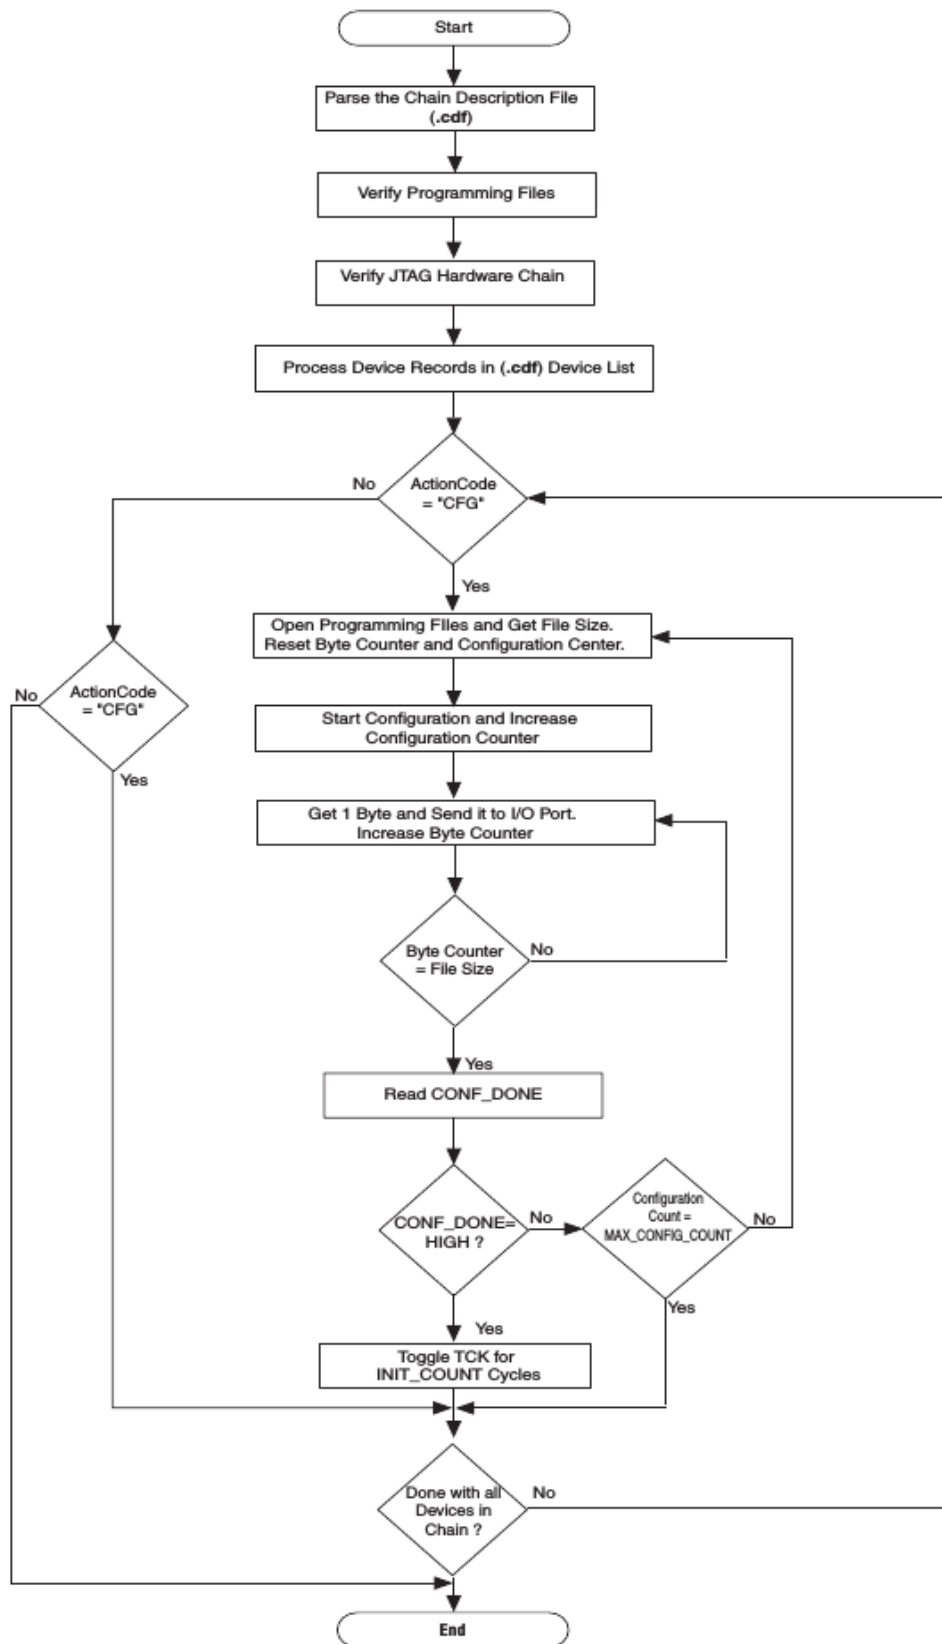 Start
Parse the Chain Description File
(.cdf)
Verify Programming Files
Verify JTAG Hardware Chain
Process Device Records in (.cdf) Device List
No
ActionCode
= "CFG"
Yes
Open Programming FIles and Get File Size.
Reset Byte Counter and Configuration Center.
No
ActionCode
= "CFG"
Yes
Start Configuration and Increase
Configuration Counter
Get 1 Byte and Send it to I/O Port.
Increase Byte Counter
Byte Counter
= File Size
No
Yes
Read CONF_DONE
CONF_DONE=
HIGH ?
No
Configuration
Count =
MAX_CONFIG_COUNT
No
Yes
Yes
Toggle TCK for
INIT_COUNT Cycles
Done with all
Devices in
Chain ?
No
End